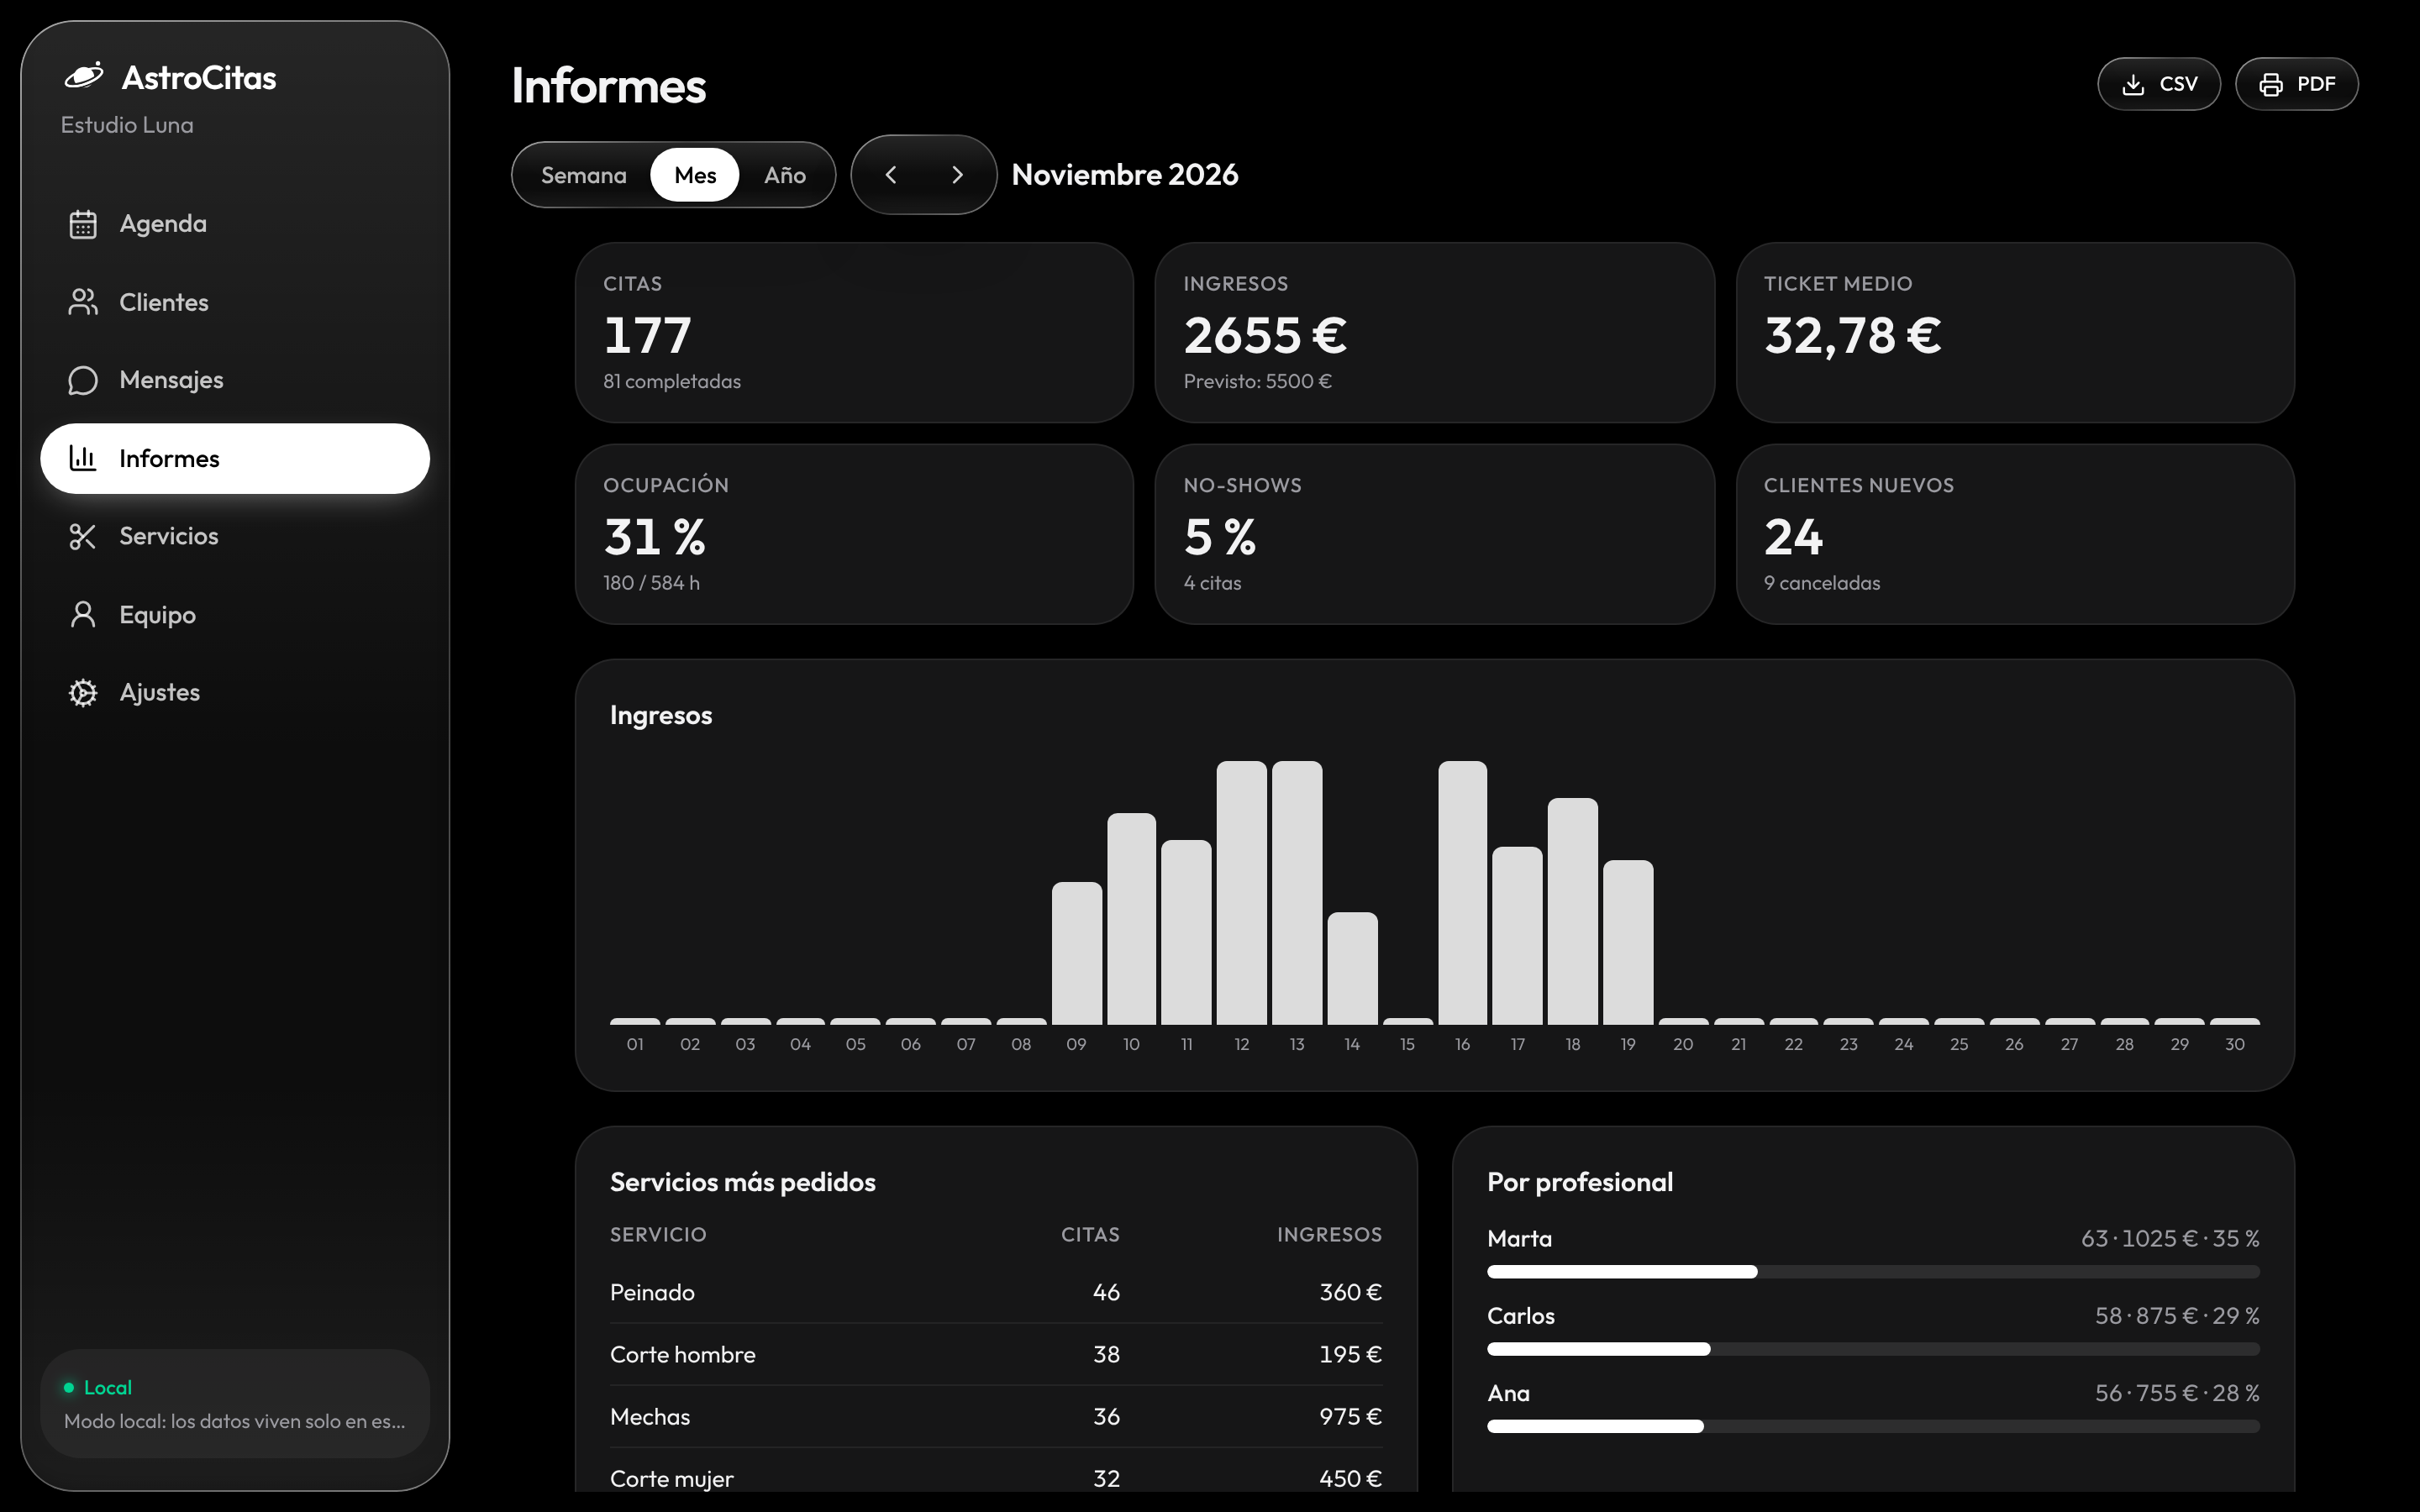 AstroCitas
Estudio Luna
Agenda
Clientes
Mensajes
Informes
Servicios
Equipo
Ajustes
Local
Modo local: los datos viven solo en es...
Informes
CSV
PDF
Semana
Mes
Año
Noviembre 2026
CITAS
177
81 completadas
INGRESOS
2655 €
Previsto: 5500 €
TICKET MEDIO
32,78 €
OCUPACIÓN
31 %
180 / 584 h
NO-SHOWS
5 %
4 citas
CLIENTES NUEVOS
24
9 canceladas
Ingresos
01 02 03 04 05 06 07 08 09 10 11 12 13 14 15 16 17 18 19 20 21 22 23 24 25 26 27 28 29 30
Servicios más pedidos
SERVICIO CITAS INGRESOS
Peinado 46 360 €
Corte hombre 38 195 €
Mechas 36 975 €
Corte mujer 32 450 €
Por profesional
Marta 63 · 1025 € · 35 %
Carlos 58 · 875 € · 29 %
Ana 56 · 755 € · 28 %